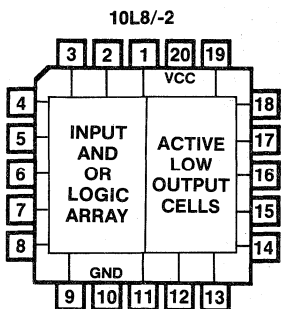 10L8/-2
3 2 1 20 19
VCC
4 18
5 17
6 16
7 15
8 14
INPUT
AND
OR
LOGIC
ARRAY
ACTIVE
LOW
OUTPUT
CELLS
GND
9 10 11 12 13